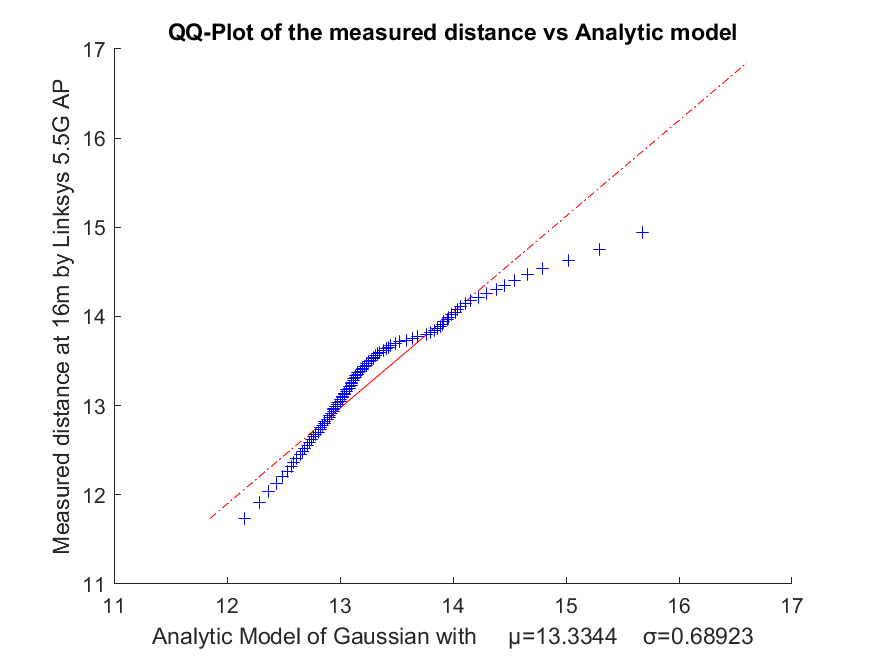 QQ-Plot of the measured distance vs Analytic model
Measured distance at 16m by Linksys 5.5G AP
17
16
15
14
13
12
11
11 12 13 14 15 16 17
Analytic Model of Gaussian with μ=13.3344 σ=0.68923